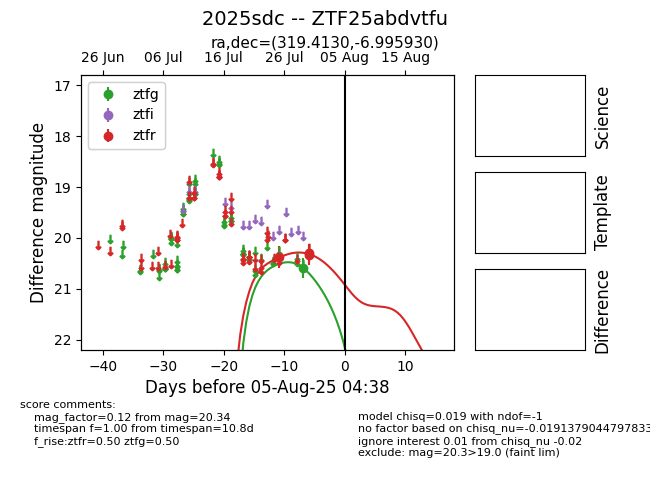 2025sdc -- ZTF25abdvtfu
ra,dec=(319.4130,-6.995930)
26 Jun 06 Jul 16 Jul 26 Jul 05 Aug 15 Aug
ztfg
ztfi
ztfr
17
18
19
20
21
22
Difference magnitude
−40 −30 −20 −10 0 10
Days before 05-Aug-25 04:38
Science
Template
Difference
score comments:
mag_factor=0.12 from mag=20.34
timespan f=1.00 from timespan=10.8d
f_rise:ztfr=0.50 ztfg=0.50
model chisq=0.019 with ndof=-1
no factor based on chisq_nu=-0.0191379044797833
ignore interest 0.01 from chisq_nu -0.02
exclude: mag=20.3>19.0 (faint lim)